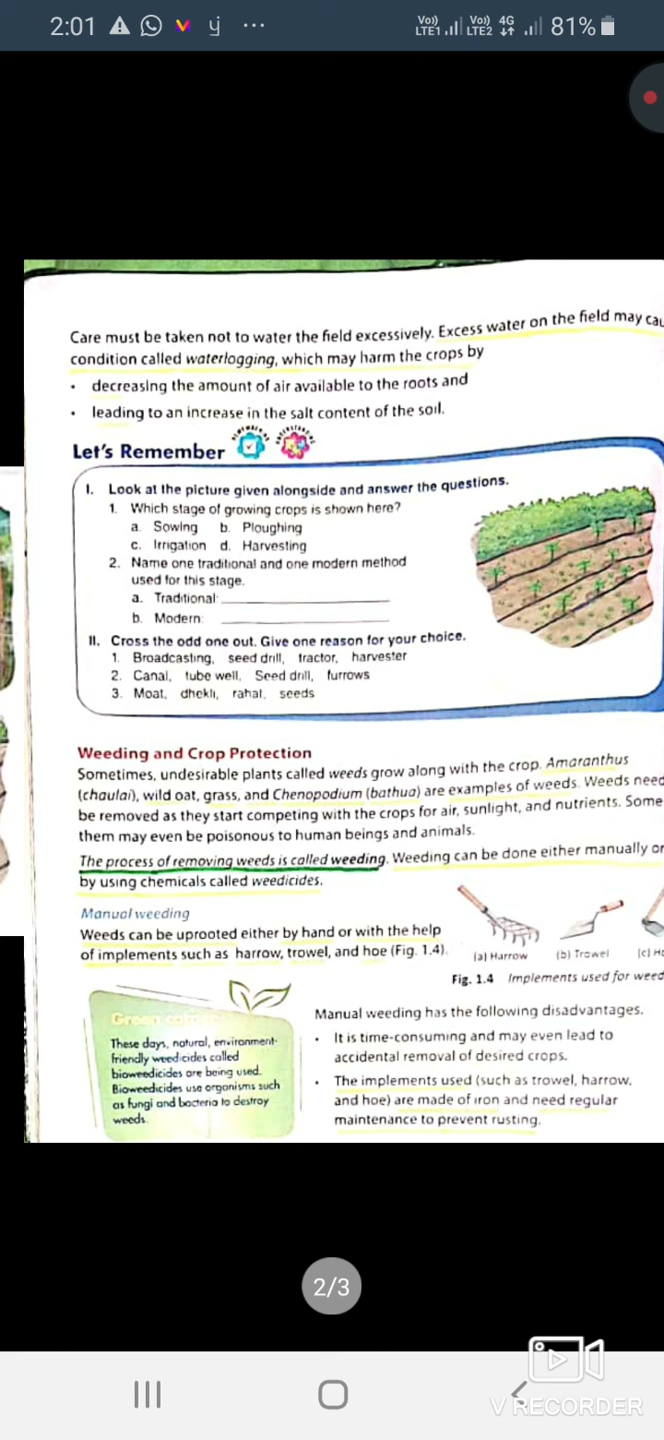 2:01
Vo)) LTE1 Vo)) LTE2 4G 81%
Care must be taken not to water the field excessively. Excess water on the field may cau
condition called waterlogging, which may harm the crops by
• decreasing the amount of air available to the roots and
• leading to an increase in the salt content of the soil.
Let's Remember
I. Look at the picture given alongside and answer the questions.
1. Which stage of growing crops is shown here?
a. Sowing b. Ploughing
c. Irrigation d. Harvesting
2. Name one traditional and one modern method
used for this stage.
a. Traditional:
b. Modern:
II. Cross the odd one out. Give one reason for your choice.
1. Broadcasting, seed drill, tractor, harvester
2. Canal, tube well, Seed drill, furrows
3. Moat, dhekli, rahal, seeds
Weeding and Crop Protection
Sometimes, undesirable plants called weeds grow along with the crop. Amaranthus
(chaulai), wild oat, grass, and Chenopodium (bathua) are examples of weeds. Weeds need
be removed as they start competing with the crops for air, sunlight, and nutrients. Some
them may even be poisonous to human beings and animals.
The process of removing weeds is called weeding. Weeding can be done either manually or
by using chemicals called weedicides.
Manual weeding
Weeds can be uprooted either by hand or with the help
of implements such as harrow, trowel, and hoe (Fig. 1.4).
(a) Harrow (b) Trowel (c) Ho
Fig. 1.4 Implements used for weed
Green
These days, natural, environment-
friendly weedicides called
bioweedicides are being used.
Bioweedicides use organisms such
as fungi and bacteria to destroy
weeds.
Manual weeding has the following disadvantages.
• It is time-consuming and may even lead to
accidental removal of desired crops.
• The implements used (such as trowel, harrow,
and hoe) are made of iron and need regular
maintenance to prevent rusting.
2/3
V RECORDER